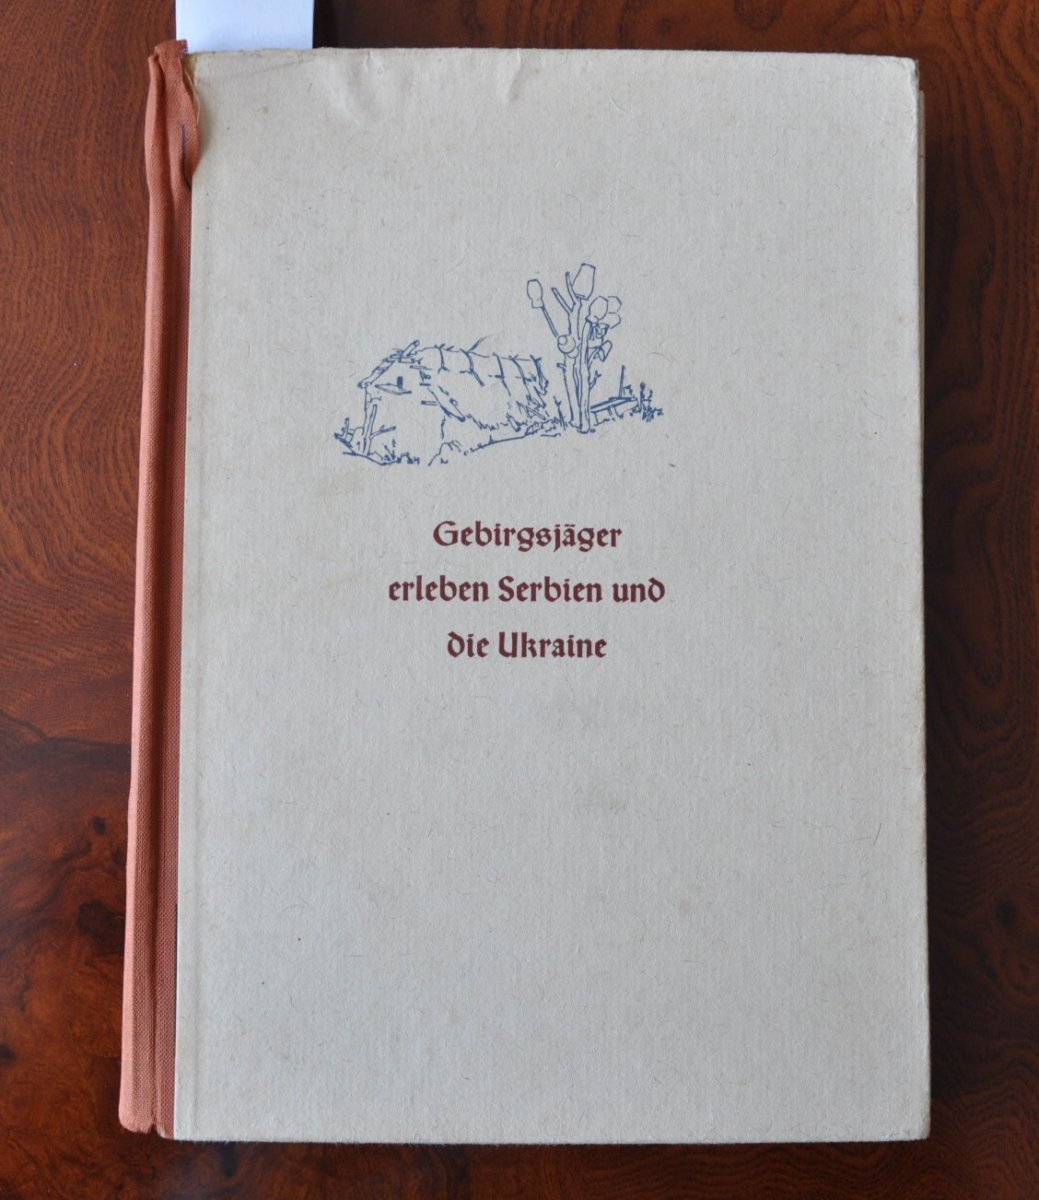 Gebirgsjäger
erleben Serbien und
die Ukraine